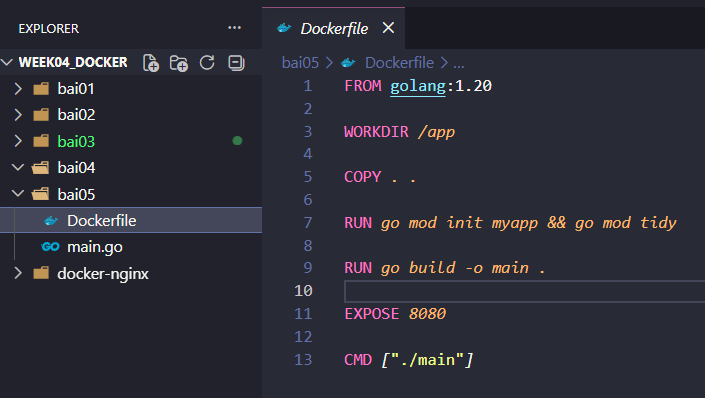 EXPLORER
WEEK04_DOCKER
bai01
bai02
bai03
bai04
bai05
Dockerfile
GO main.go
docker-nginx
Dockerfile
bai05 > Dockerfile > ...
1 FROM golang:1.20
2
3 WORKDIR /app
4
5 COPY . .
6
7 RUN go mod init myapp && go mod tidy
8
9 RUN go build -o main .
10
11 EXPOSE 8080
12
13 CMD ["./main"]